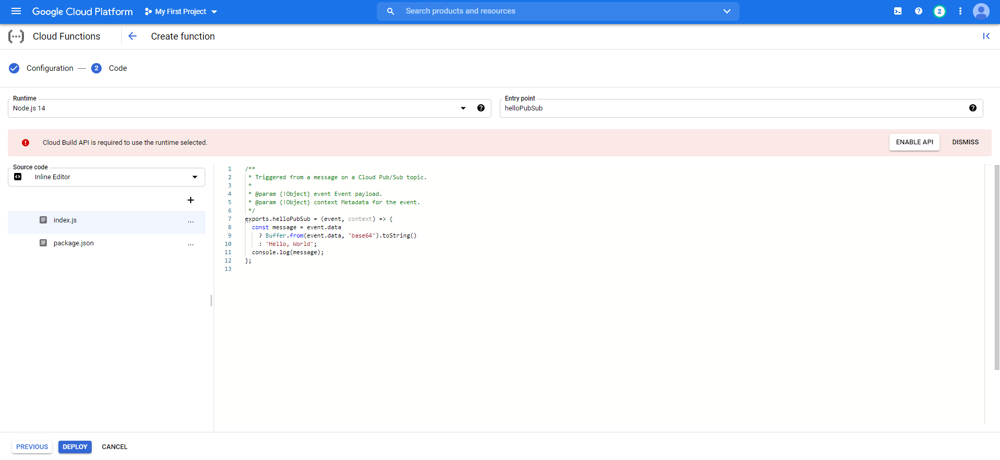 Google Cloud Platform
My First Project
Search products and resources
2
Cloud Functions
Create function
Configuration
2
Code
Runtime
Node.js 14
Entry point
helloPubSub
Cloud Build API is required to use the runtime selected.
ENABLE API
DISMISS
Source code
Inline Editor
index.js
...
package.json
...
1 /**
2  * Triggered from a message on a Cloud Pub/Sub topic.
3  *
4  * @param {!Object} event Event payload.
5  * @param {!Object} context Metadata for the event.
6  */
7 exports.helloPubSub = (event, context) => {
8   const message = event.data
9     ? Buffer.from(event.data, 'base64').toString()
10     : 'Hello, World';
11   console.log(message);
12 };
13
PREVIOUS
DEPLOY
CANCEL